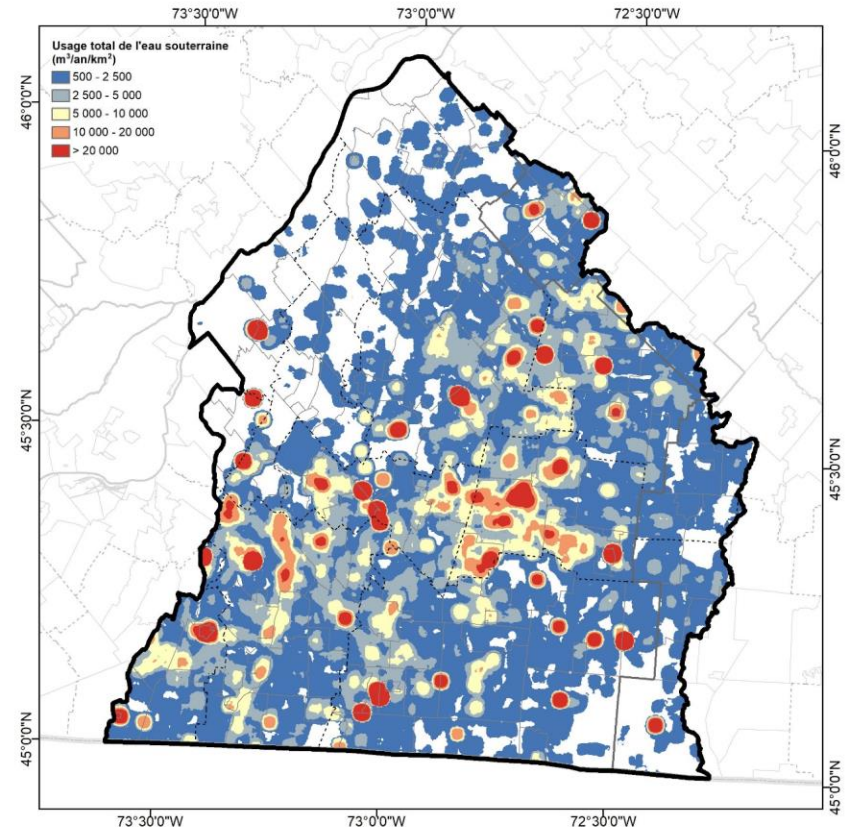 73°30'0"W 73°0'0"W 72°30'0"W
Usage total de l'eau souterraine
(m³/an/km²)
500 - 2 500
2 500 - 5 000
5 000 - 10 000
10 000 - 20 000
> 20 000
46°0'0"N
46°0'0"N
45°30'0"N
45°30'0"N
45°0'0"N
45°0'0"N
73°30'0"W 73°0'0"W 72°30'0"W